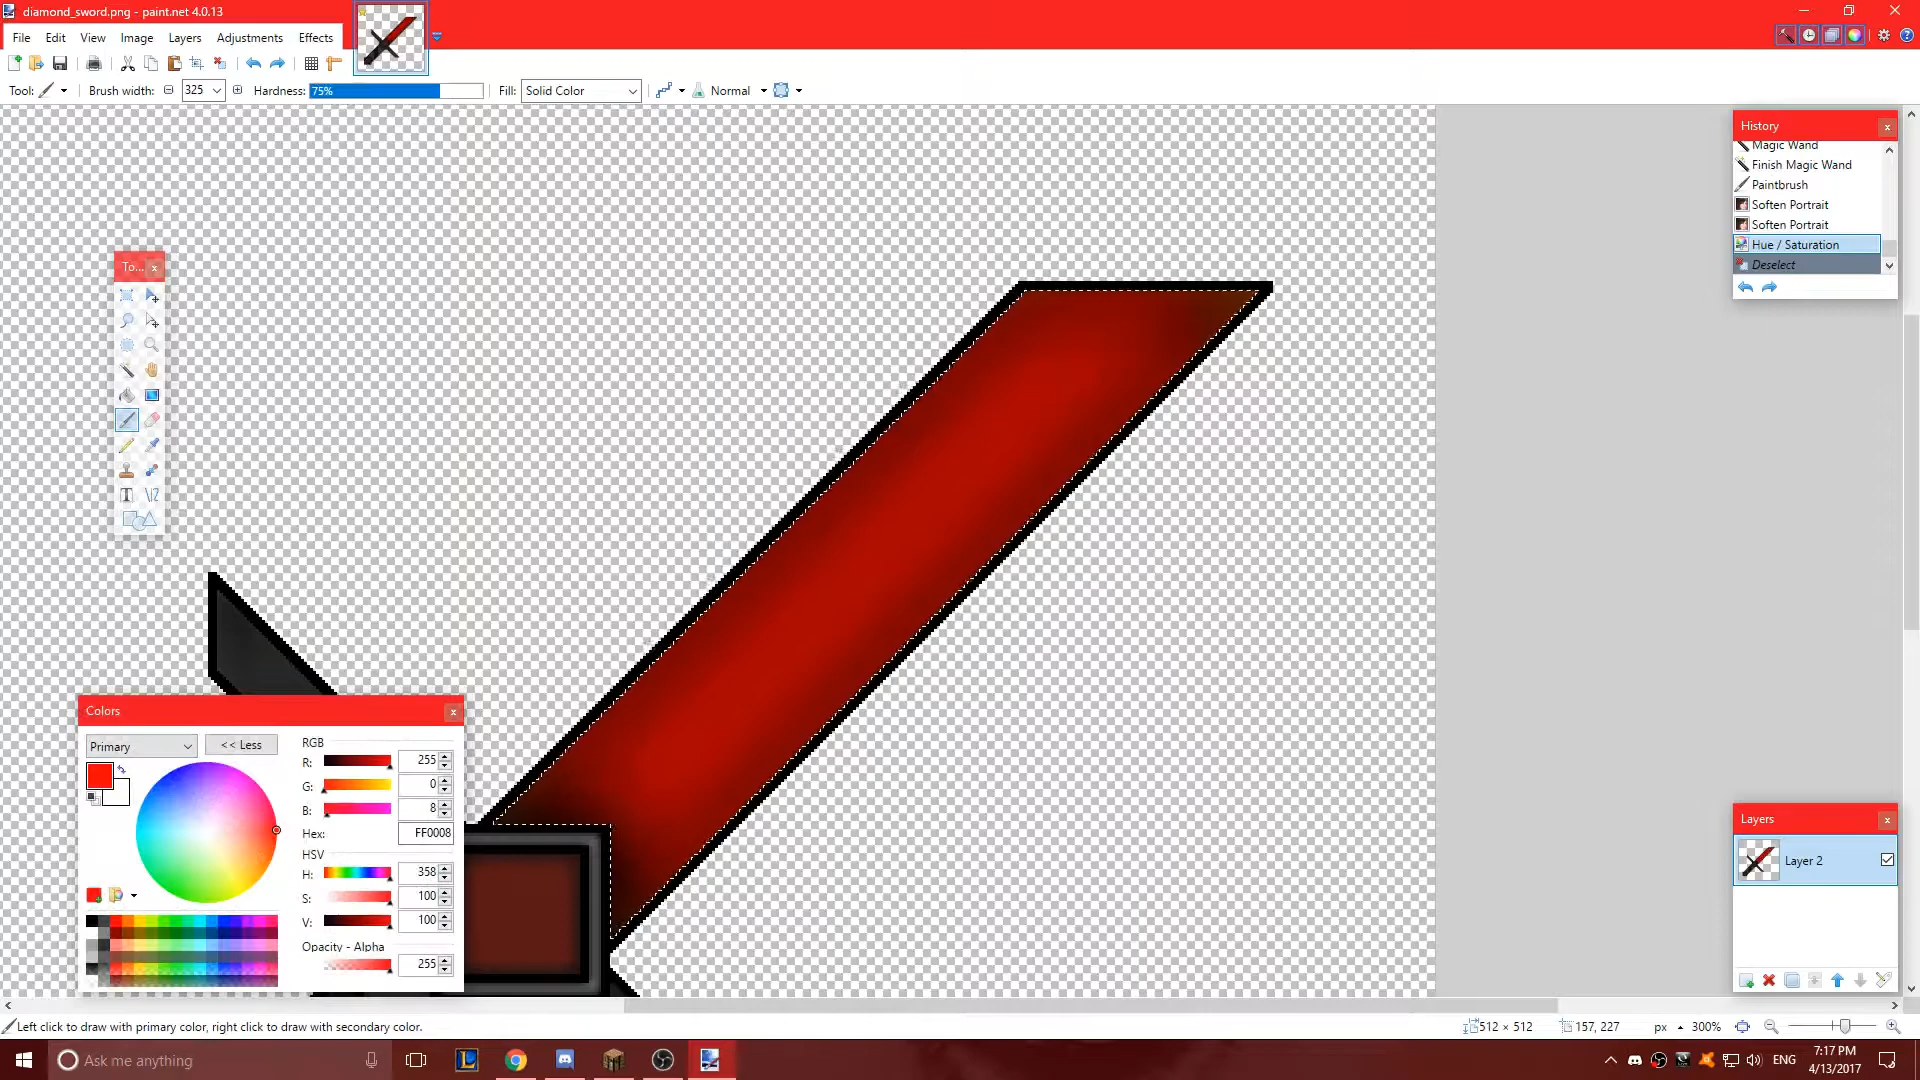 diamond_sword.png - paint.net 4.0.13
File Edit View Image Layers Adjustments Effects
Tool: Brush width: 325 Hardness: 75% Fill: Solid Color Normal
History
Magic Wand
Finish Magic Wand
Paintbrush
Soften Portrait
Soften Portrait
Hue / Saturation
Deselect
To...
Colors
Primary
<< Less
RGB
R: 255
G: 0
B: 8
Hex: FF0008
HSV
H: 358
S: 100
V: 100
Opacity - Alpha
255
Layers
Layer 2
Left click to draw with primary color, right click to draw with secondary color.
512 × 512
157, 227
px
300%
Ask me anything
ENG
7:17 PM
4/13/2017